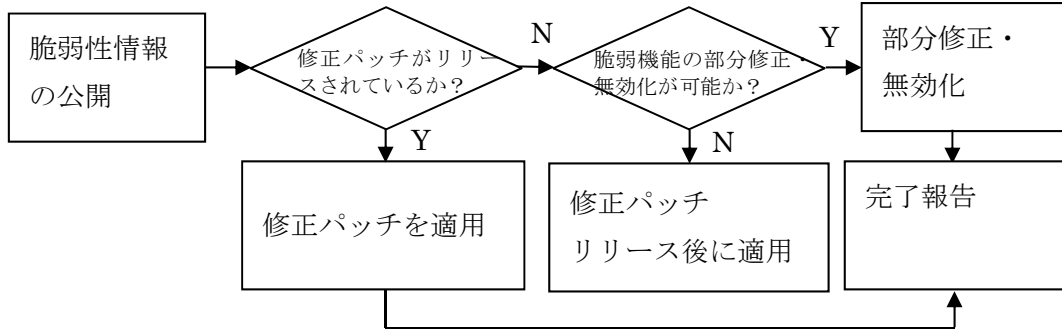 脆弱性情報
の公開
修正パッチがリリー
スされているか？
N
脆弱機能の部分修正・
無効化が可能か？
Y
部分修正・
無効化
Y
N
修正パッチを適用
修正パッチ
リリース後に適用
完了報告